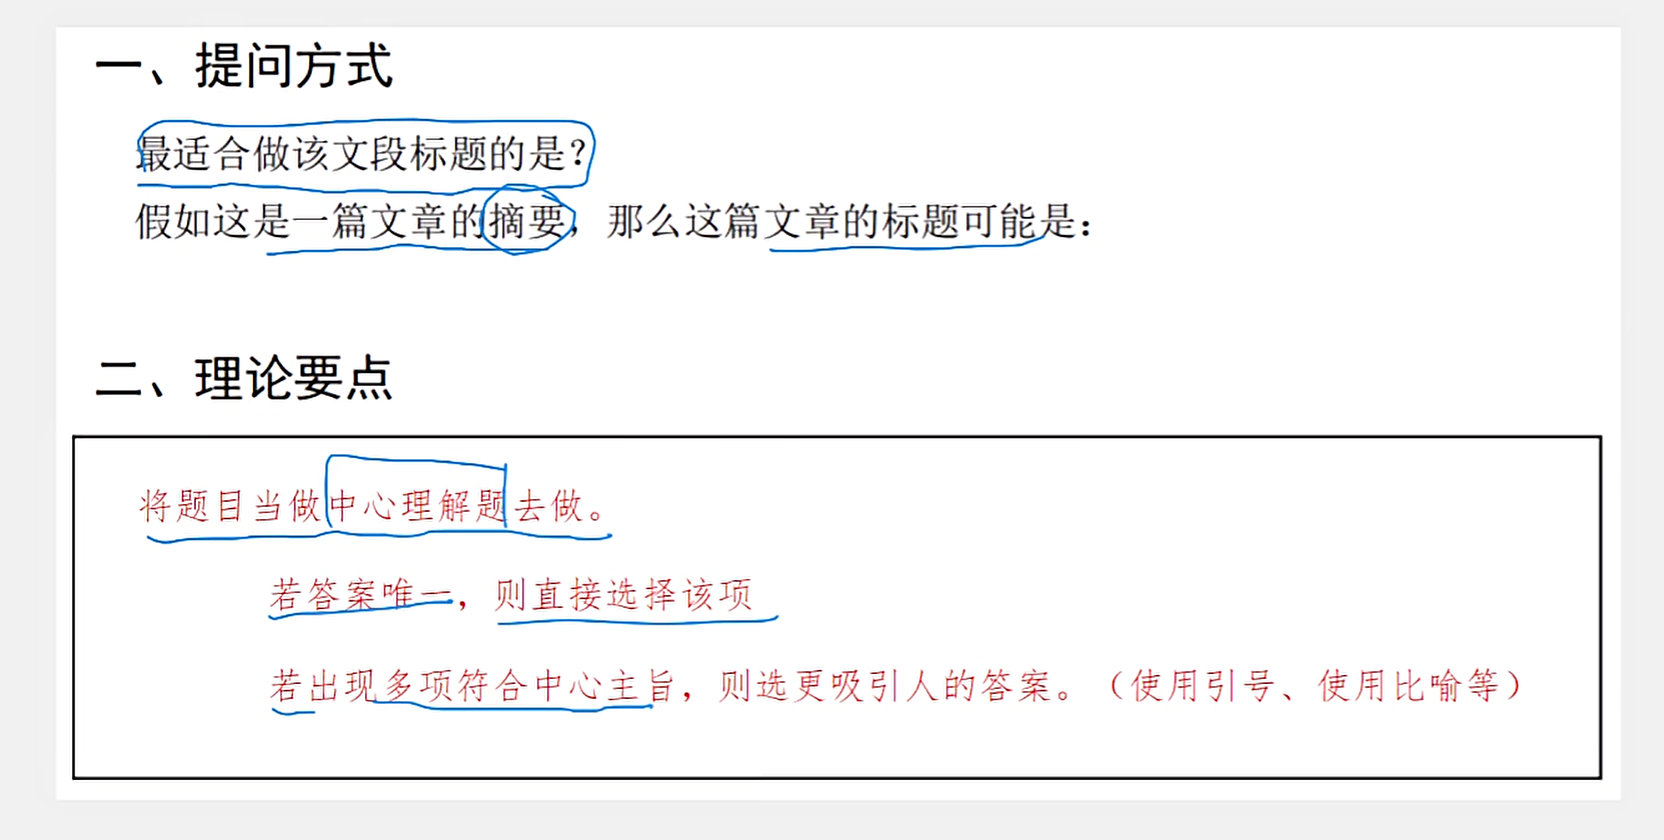 一、提问方式
最适合做该文段标题的是？
假如这是一篇文章的摘要，那么这篇文章的标题可能是：
二、理论要点
将题目当做中心理解题去做。
若答案唯一，则直接选择该项
若出现多项符合中心主旨，则选更吸引人的答案。（使用引号、使用比喻等）